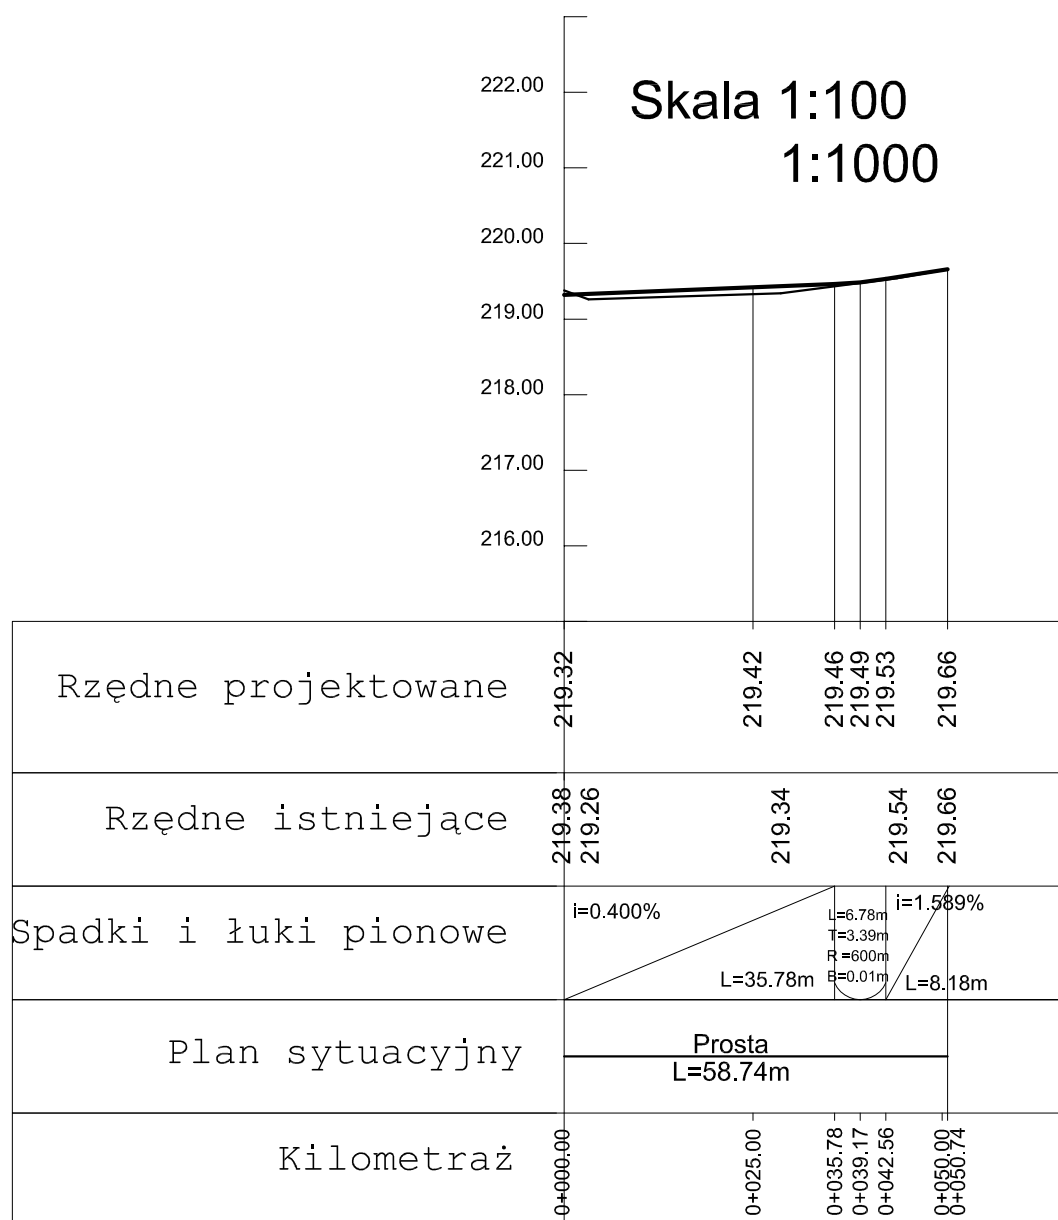 222.00
Skala 1:100
221.00
1:1000
220.00
219.00
218.00
217.00
216.00
Rzędne projektowane
219.32
219.42
219.46
219.49
219.53
219.66
Rzędne istniejące
219.38
219.26
219.34
219.54
219.66
Spadki i łuki pionowe
i=0.400%
L=35.78m
L=6.78m
T=3.39m
R =600m
B=0.01m
i=1.589%
L=8.18m
Plan sytuacyjny
Prosta
L=58.74m
Kilometraż
0+000.00
0+025.00
0+035.78
0+039.17
0+042.56
0+050.00
0+050.74